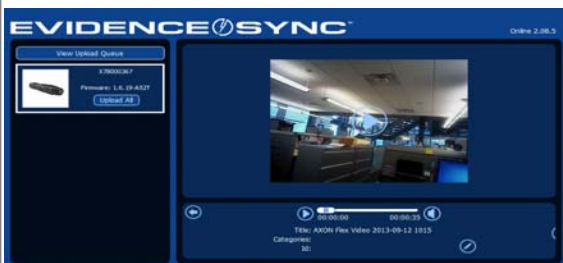 EVIDENCE SYNC
Online 2.06.5
View Upload Queue
X78000367
Firmware: 1.6.19-A52T
Upload All
00:00:00
00:00:35
Title: AXON Flex Video 2013-09-12 1015
Categories:
Id: